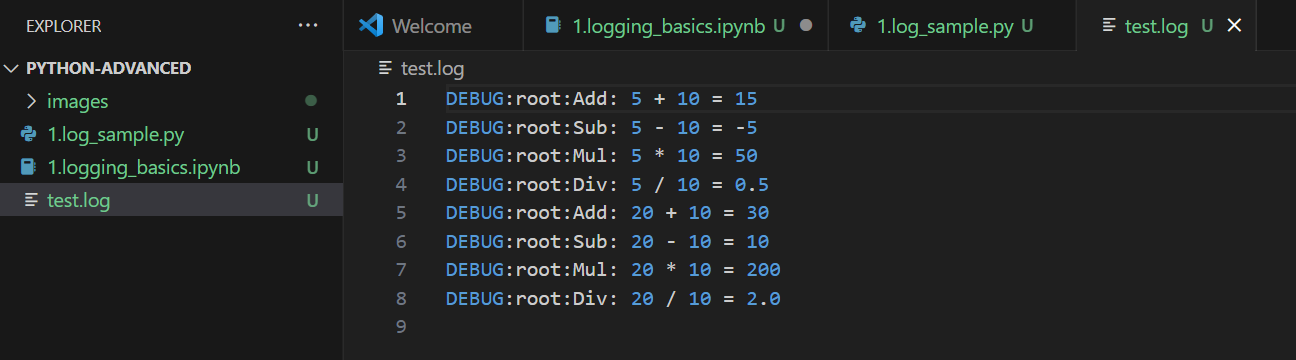 EXPLORER ...
Welcome
1.logging_basics.ipynb U
1.log_sample.py U
test.log U
PYTHON-ADVANCED
images
1.log_sample.py U
1.logging_basics.ipynb U
test.log U
test.log
1 DEBUG:root:Add: 5 + 10 = 15
2 DEBUG:root:Sub: 5 - 10 = -5
3 DEBUG:root:Mul: 5 * 10 = 50
4 DEBUG:root:Div: 5 / 10 = 0.5
5 DEBUG:root:Add: 20 + 10 = 30
6 DEBUG:root:Sub: 20 - 10 = 10
7 DEBUG:root:Mul: 20 * 10 = 200
8 DEBUG:root:Div: 20 / 10 = 2.0
9